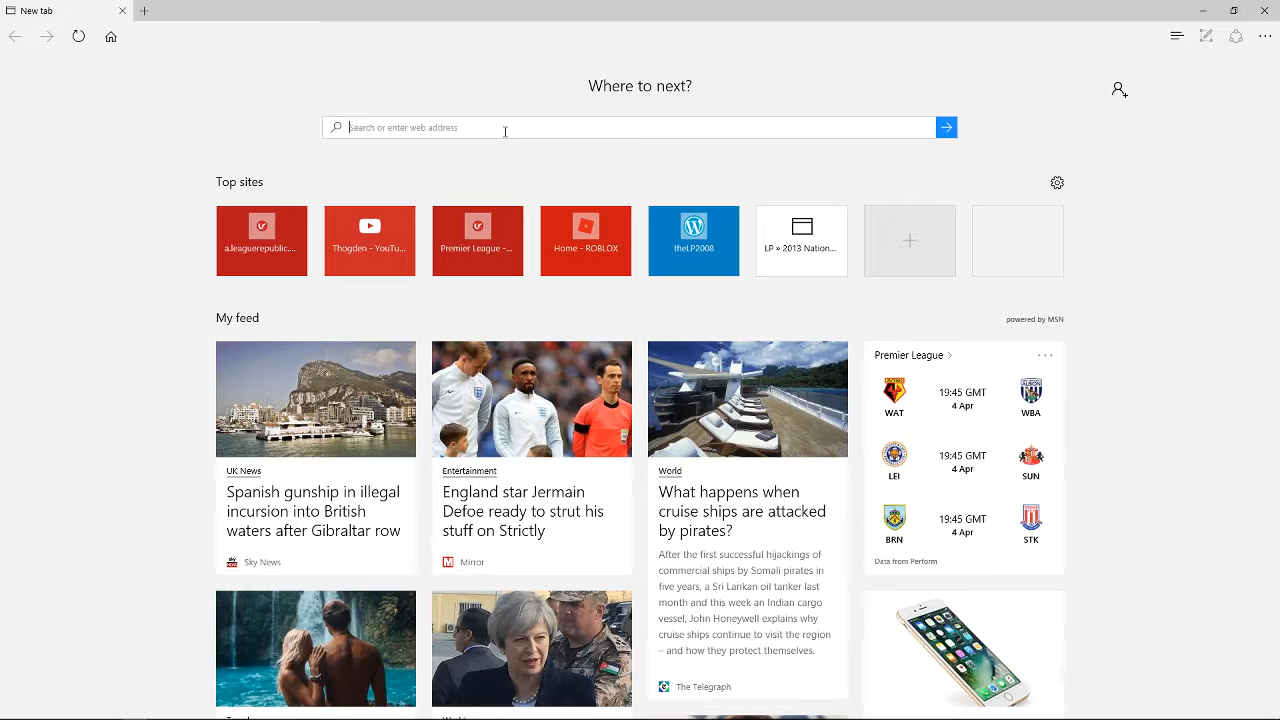 New tab
Where to next?
Search or enter web address
Top sites
a.leaguerepublic....
Thogden - YouTu...
Premier League -...
Home - ROBLOX
theLP2008
LP » 2013 Nation...
My feed
powered by MSN
UK News
Spanish gunship in illegal
incursion into British
waters after Gibraltar row
Sky News
Entertainment
England star Jermain
Defoe ready to strut his
stuff on Strictly
Mirror
World
What happens when
cruise ships are attacked
by pirates?
After the first successful hijackings of
commercial ships by Somali pirates in
five years, a Sri Lankan oil tanker last
month and this week an Indian cargo
vessel, John Honeywell explains why
cruise ships continue to visit the region
– and how they protect themselves.
The Telegraph
Premier League
WAT 19:45 GMT 4 Apr WBA
LEI 19:45 GMT 4 Apr SUN
BRN 19:45 GMT 4 Apr STK
Data from Perform